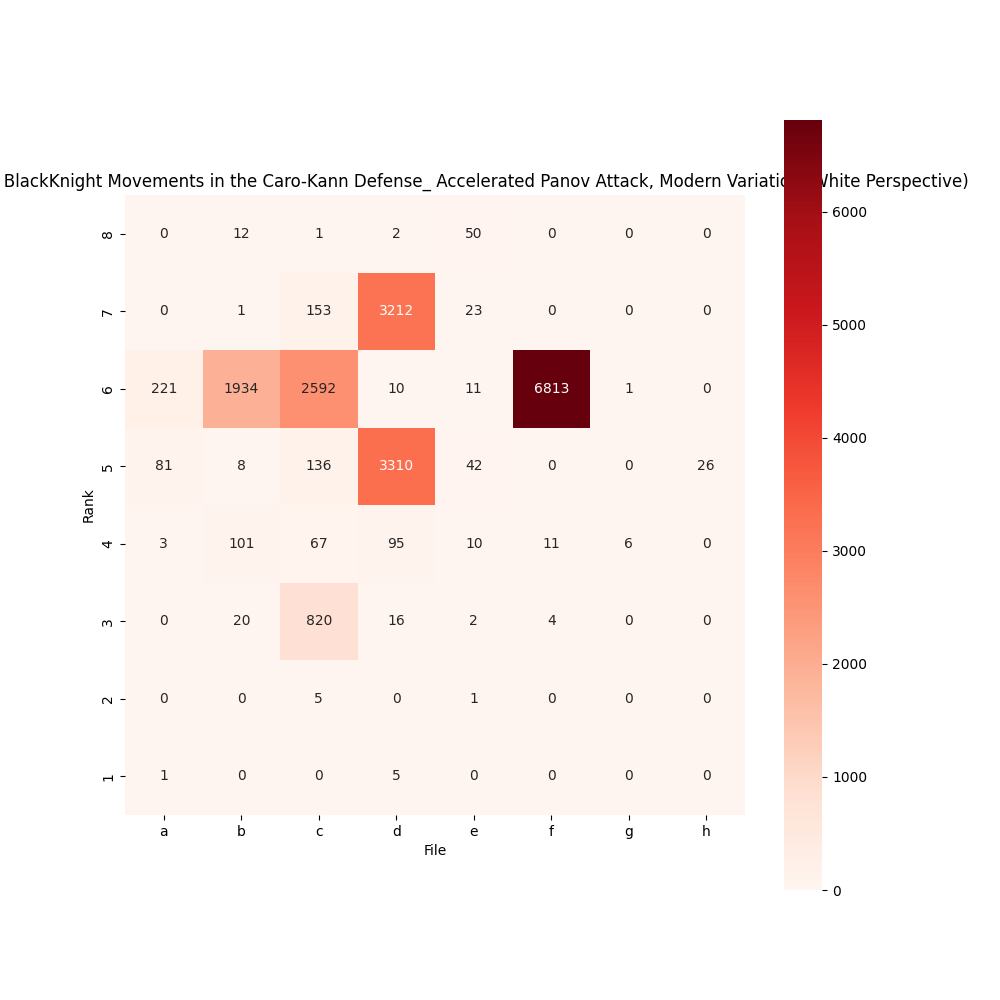 BlackKnight Movements in the Caro-Kann Defense_ Accelerated Panov Attack, Modern Variation (White Perspective)
6000
8 0 12 1 2 50 0 0 0
5000
7 0 1 153 3212 23 0 0 0
6 221 1934 2592 10 11 6813 1 0
4000
5 81 8 136 3310 42 0 0 26
Rank
4 3 101 67 95 10 11 6 0
3000
3 0 20 820 16 2 4 0 0
2000
2 0 0 5 0 1 0 0 0
1 1 0 0 5 0 0 0 0
1000
a b c d e f g h
File
0